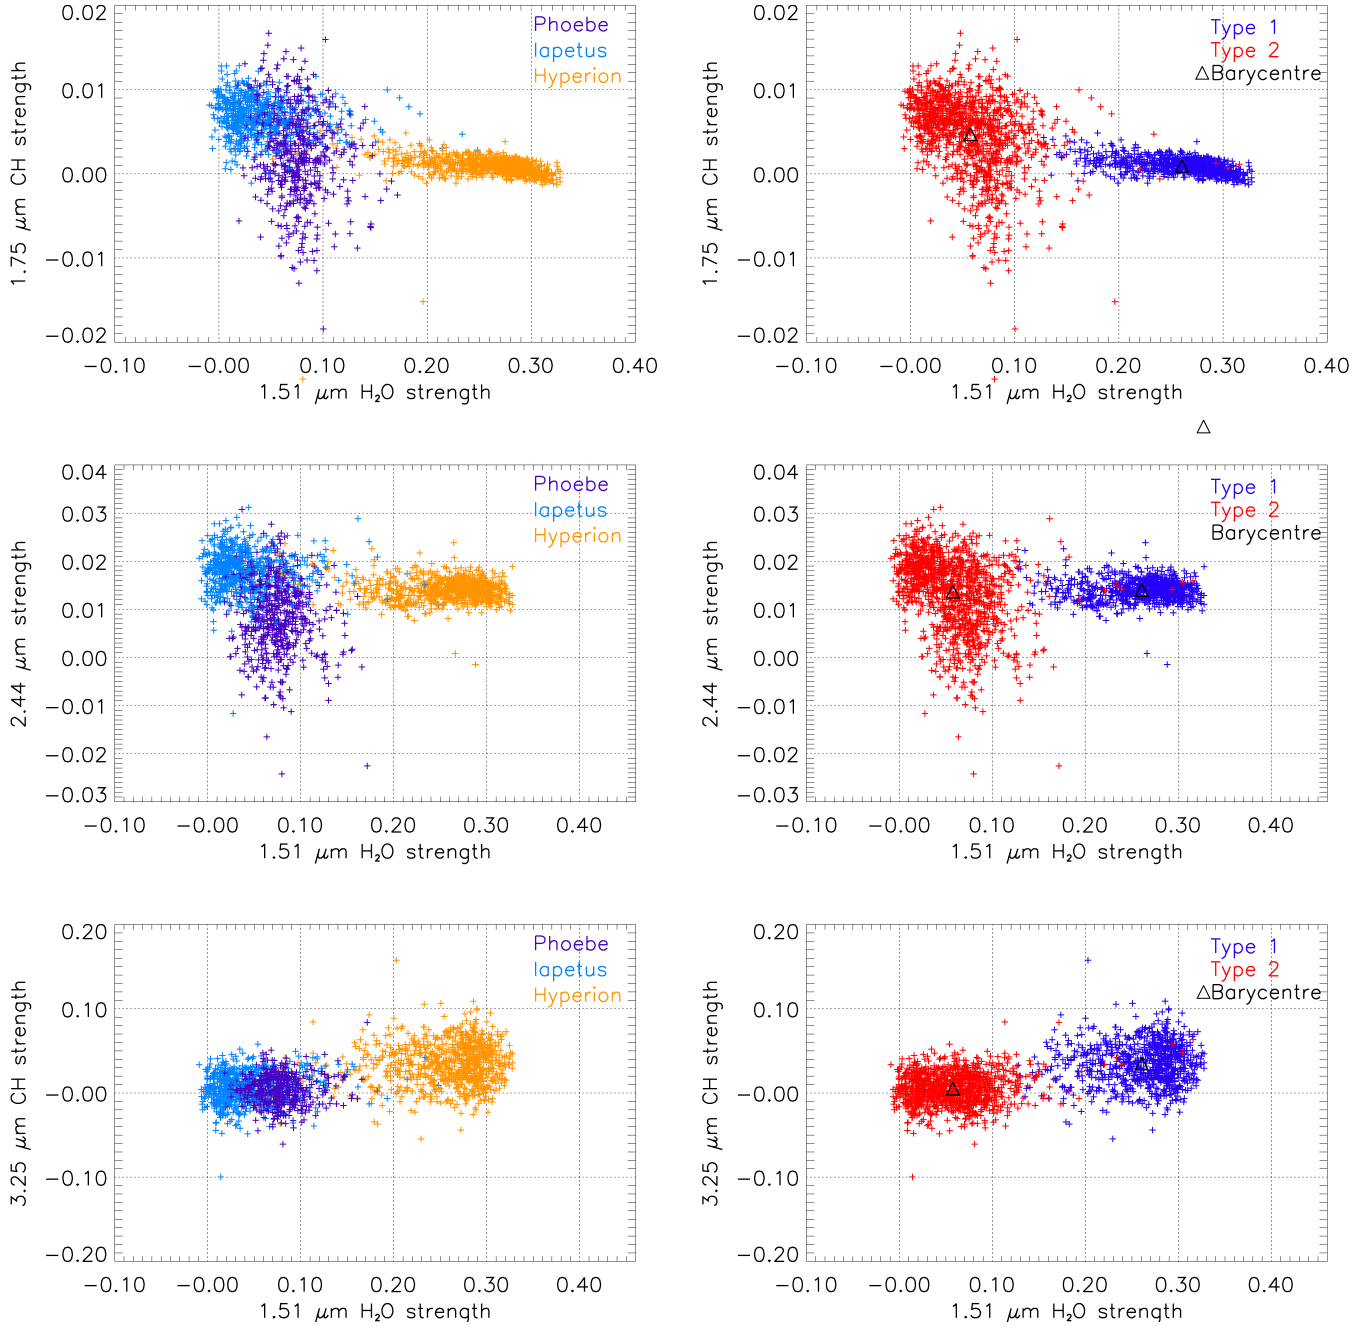 0.02
0.01
0.00
−0.01
−0.02
1.75 μm CH strength
Phoebe
Iapetus
Hyperion
−0.10 −0.00 0.10 0.20 0.30 0.40
1.51 μm H₂O strength
0.02
0.01
0.00
−0.01
−0.02
1.75 μm CH strength
Type 1
Type 2
△Barycentre
−0.10 −0.00 0.10 0.20 0.30 0.40
1.51 μm H₂O strength
0.04
0.03
0.02
0.01
0.00
−0.01
−0.02
−0.03
2.44 μm strength
Phoebe
Iapetus
Hyperion
−0.10 −0.00 0.10 0.20 0.30 0.40
1.51 μm H₂O strength
0.04
0.03
0.02
0.01
0.00
−0.01
−0.02
−0.03
2.44 μm strength
Type 1
Type 2
Barycentre
−0.10 −0.00 0.10 0.20 0.30 0.40
1.51 μm H₂O strength
0.20
0.10
−0.00
−0.10
−0.20
3.25 μm CH strength
Phoebe
Iapetus
Hyperion
−0.10 −0.00 0.10 0.20 0.30 0.40
1.51 μm H₂O strength
0.20
0.10
−0.00
−0.10
−0.20
3.25 μm CH strength
Type 1
Type 2
△Barycentre
−0.10 −0.00 0.10 0.20 0.30 0.40
1.51 μm H₂O strength